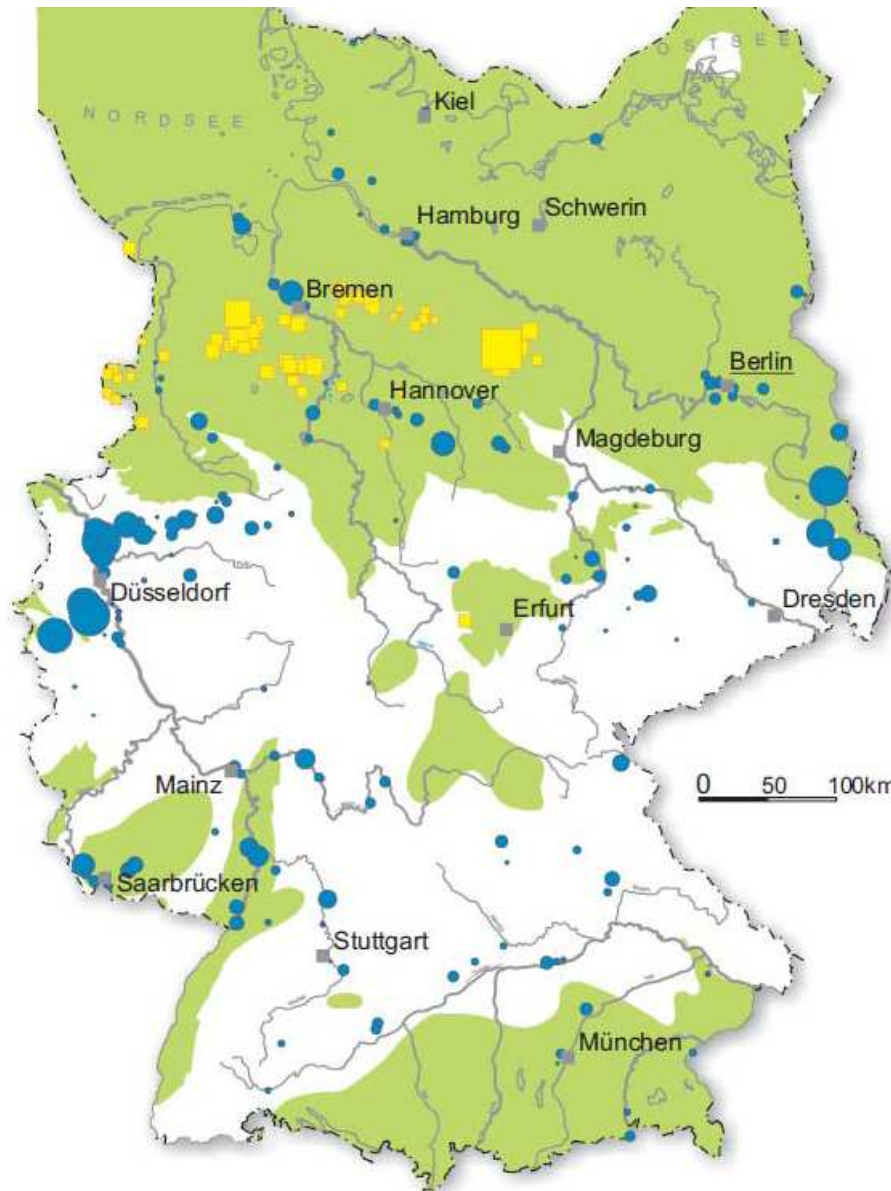 OSTSEE
Kiel
NORDSEE
Hamburg
Schwerin
Bremen
Berlin
Hannover
Magdeburg
Düsseldorf
Erfurt
Dresden
Mainz
0 50 100km
Saarbrücken
Stuttgart
München